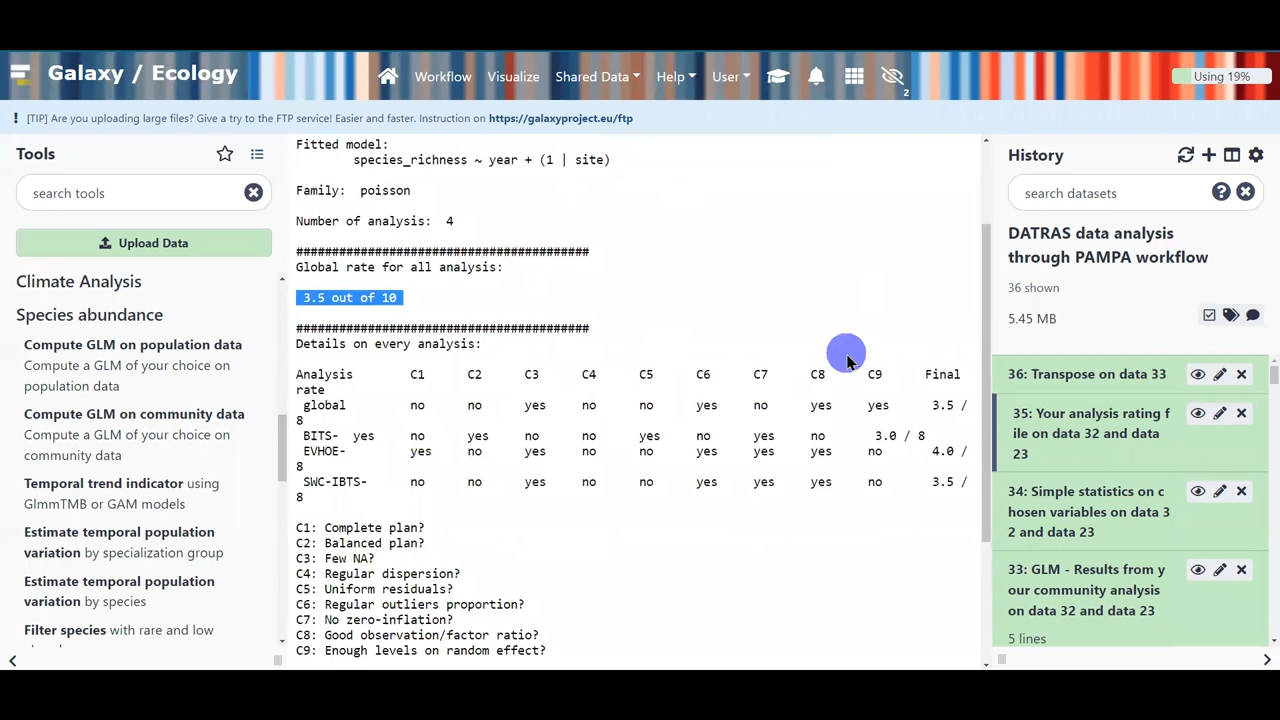 Galaxy / Ecology
Workflow
Visualize
Shared Data
Help
User
2
Using 19%
[TIP] Are you uploading large files? Give a try to the FTP service! Easier and faster. Instruction on https://galaxyproject.eu/ftp
Tools
search tools
Upload Data
Climate Analysis
Species abundance
Compute GLM on population data
Compute a GLM of your choice on
population data
Compute GLM on community data
Compute a GLM of your choice on
community data
Temporal trend indicator using
GlmmTMB or GAM models
Estimate temporal population
variation by specialization group
Estimate temporal population
variation by species
Filter species with rare and low
Fitted model:
species_richness ~ year + (1 | site)
Family: poisson
Number of analysis: 4
########################################
Global rate for all analysis:
3.5 out of 10
########################################
Details on every analysis:
Analysis C1 C2 C3 C4 C5 C6 C7 C8 C9 Final
rate
global no no yes no no yes no yes yes 3.5 /
8
BITS- yes no yes no no yes no yes no 3.0 / 8
EVHOE- yes no yes no no yes yes yes no 4.0 /
8
SWC-IBTS- no no yes no no yes yes yes no 3.5 /
8
C1: Complete plan?
C2: Balanced plan?
C3: Few NA?
C4: Regular dispersion?
C5: Uniform residuals?
C6: Regular outliers proportion?
C7: No zero-inflation?
C8: Good observation/factor ratio?
C9: Enough levels on random effect?
History
search datasets
DATRAS data analysis
through PAMPA workflow
36 shown
5.45 MB
36: Transpose on data 33
35: Your analysis rating f
ile on data 32 and data
23
34: Simple statistics on c
hosen variables on data 3
2 and data 23
33: GLM - Results from y
our community analysis
on data 32 and data 23
5 lines